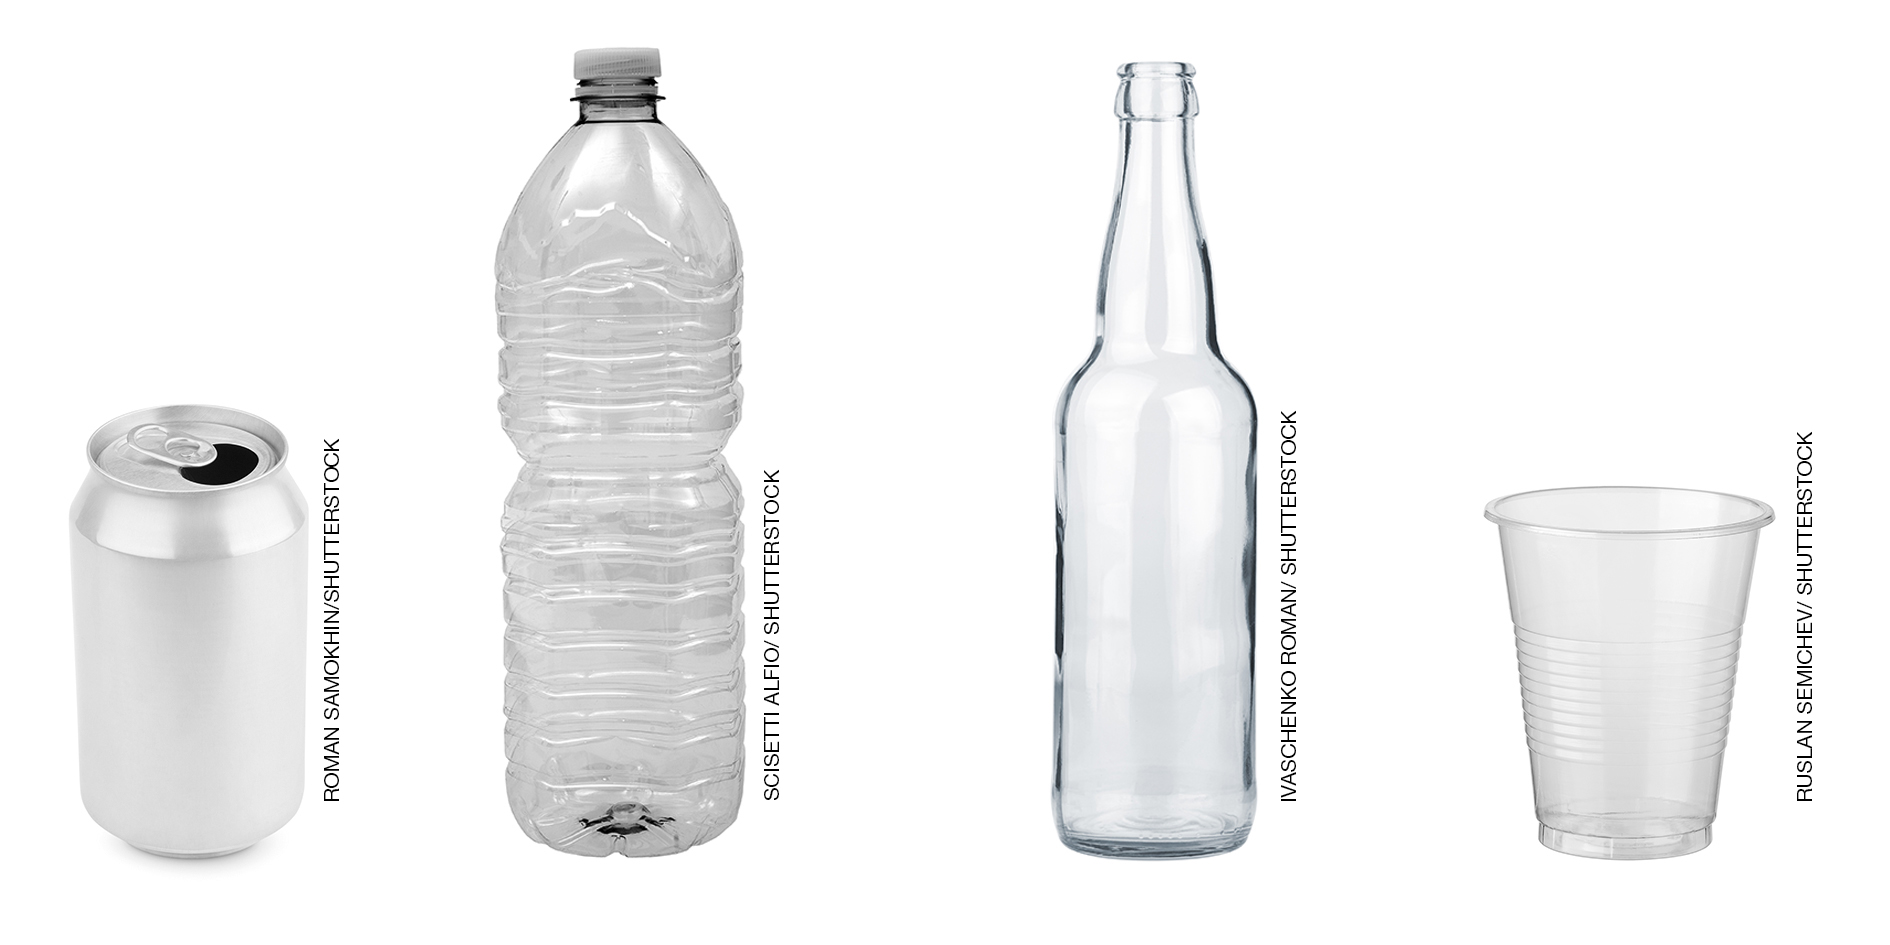 ROMAN SAMOKHIN/SHUTTERSTOCK
SCISETTI ALFIO/ SHUTTERSTOCK
IVASCHENKO ROMAN/ SHUTTERSTOCK
RUSLAN SEMICHEV/ SHUTTERSTOCK